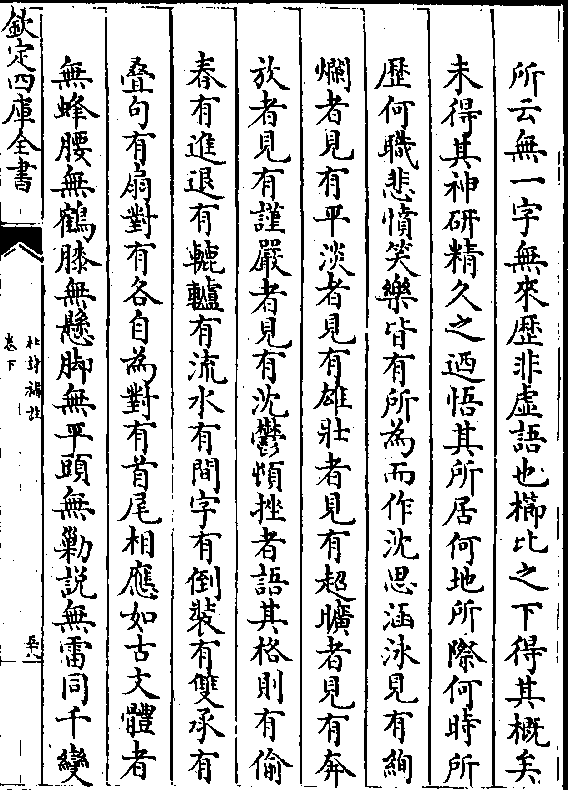 所云無一字無來歴非虚語也櫛比之下得其概矣
未得其神研精久之迺悟其所居何地所際何時所
歴何職悲憤笑樂皆有所為而作沈思涵泳見有絢
爛者見有平淡者見有雄壯者見有超曠者見有奔
放者見有謹嚴者見有沈鬱頓挫者語其格則有偷
春有進退有轆轤有流水有間字有倒裝有雙承有
疊句有扇對有各自為對有首尾相應如古文體者
無蜂腰無鶴膝無懸脚無平頭無勦説無雷同千變
欽定四庫全書
杜詩攟
卷下